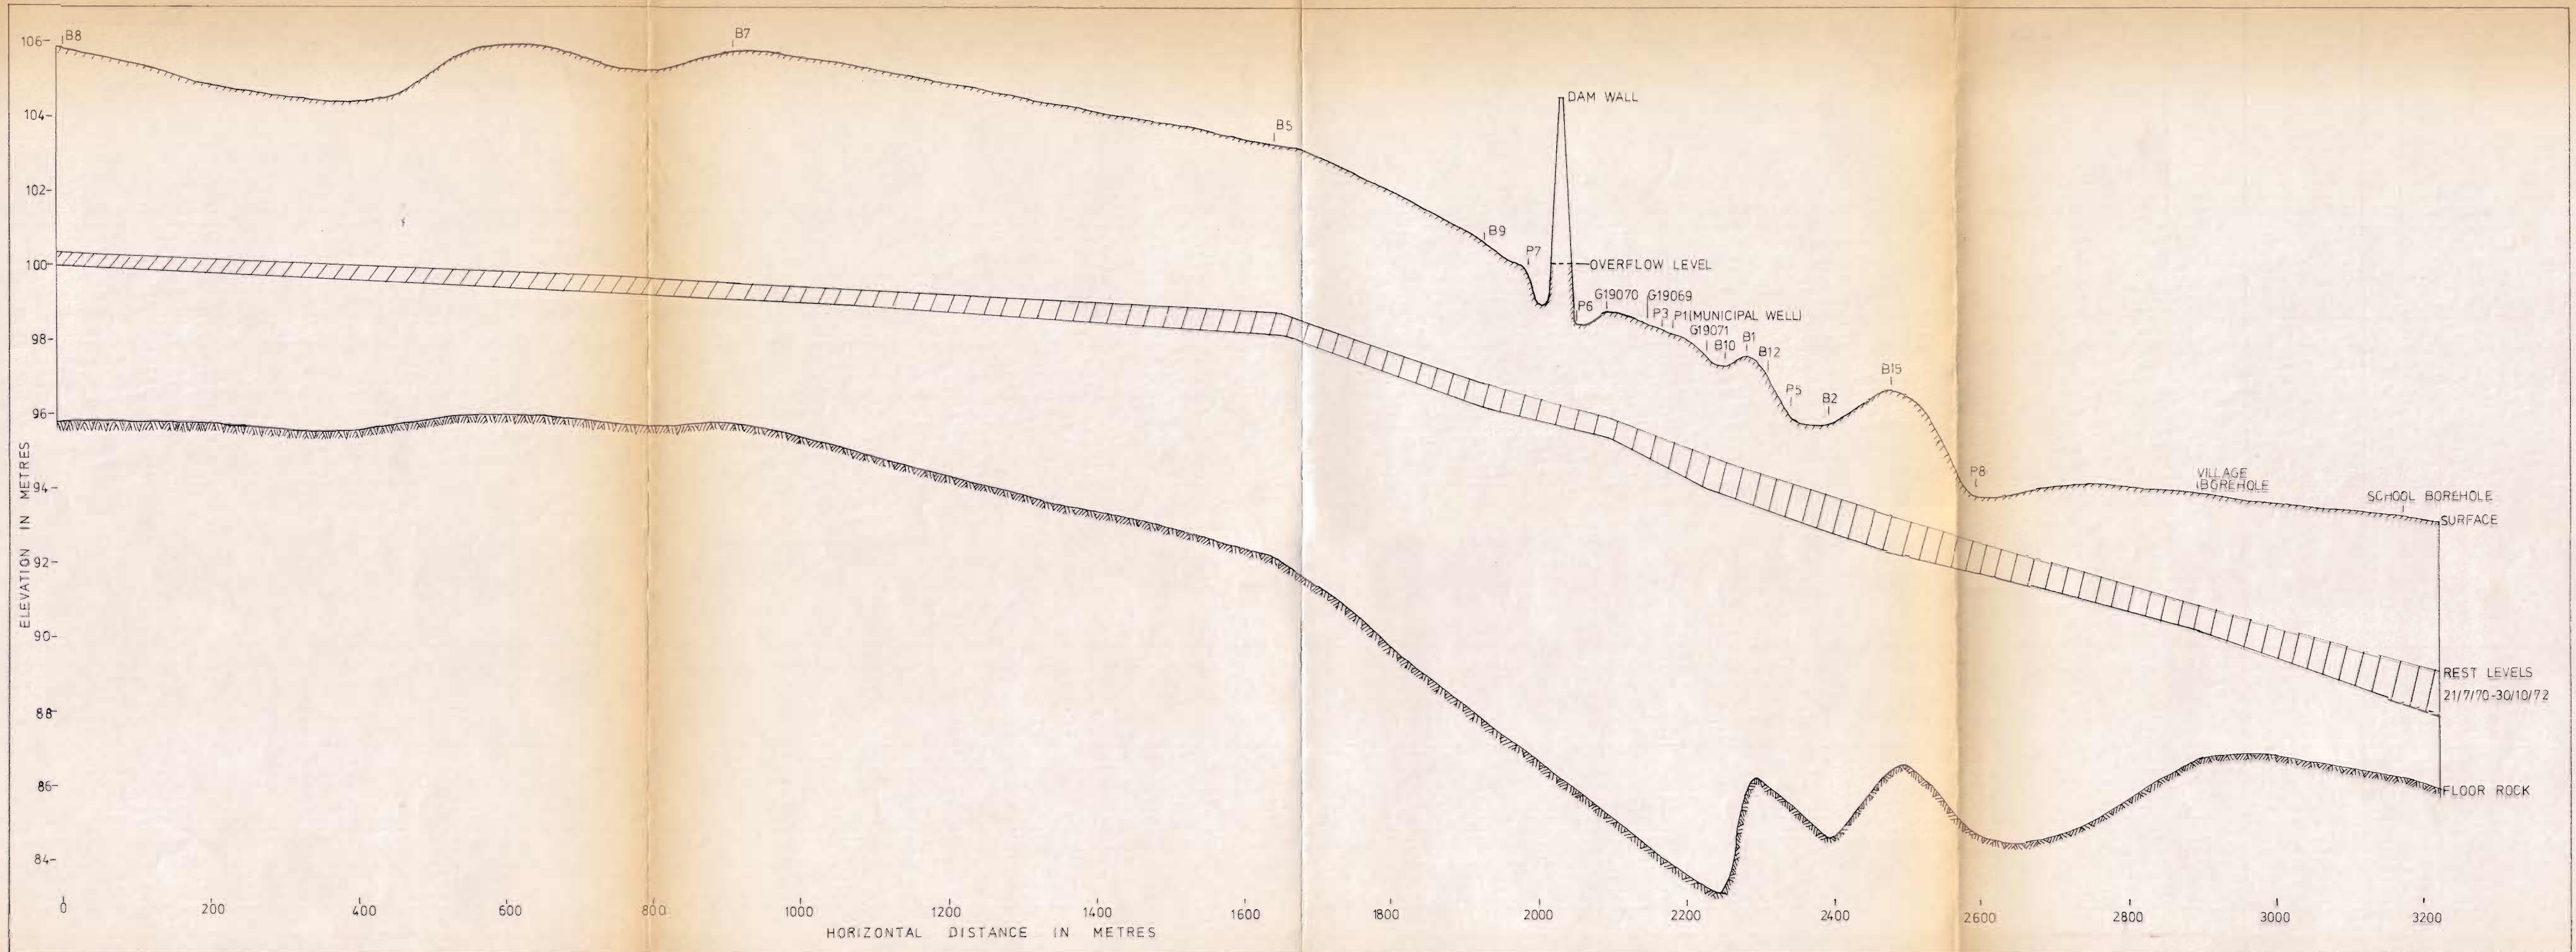 106
B8
B7
104
DAM WALL
B5
102
B9
P7
100
OVERFLOW LEVEL
G19070
G19069
P6
P3
P1(MUNICIPAL WELL)
G19071
98
B10
B1
B12
B15
P5
B2
96
94
P8
VILLAGE
BOREHOLE
SCHOOL BOREHOLE
SURFACE
92
90
REST LEVELS
21/7/70-30/10/72
88
86
FLOOR ROCK
84
ELEVATION IN METRES
0 200 400 600 800 1000 1200 1400 1600 1800 2000 2200 2400 2600 2800 3000 3200
HORIZONTAL DISTANCE IN METRES